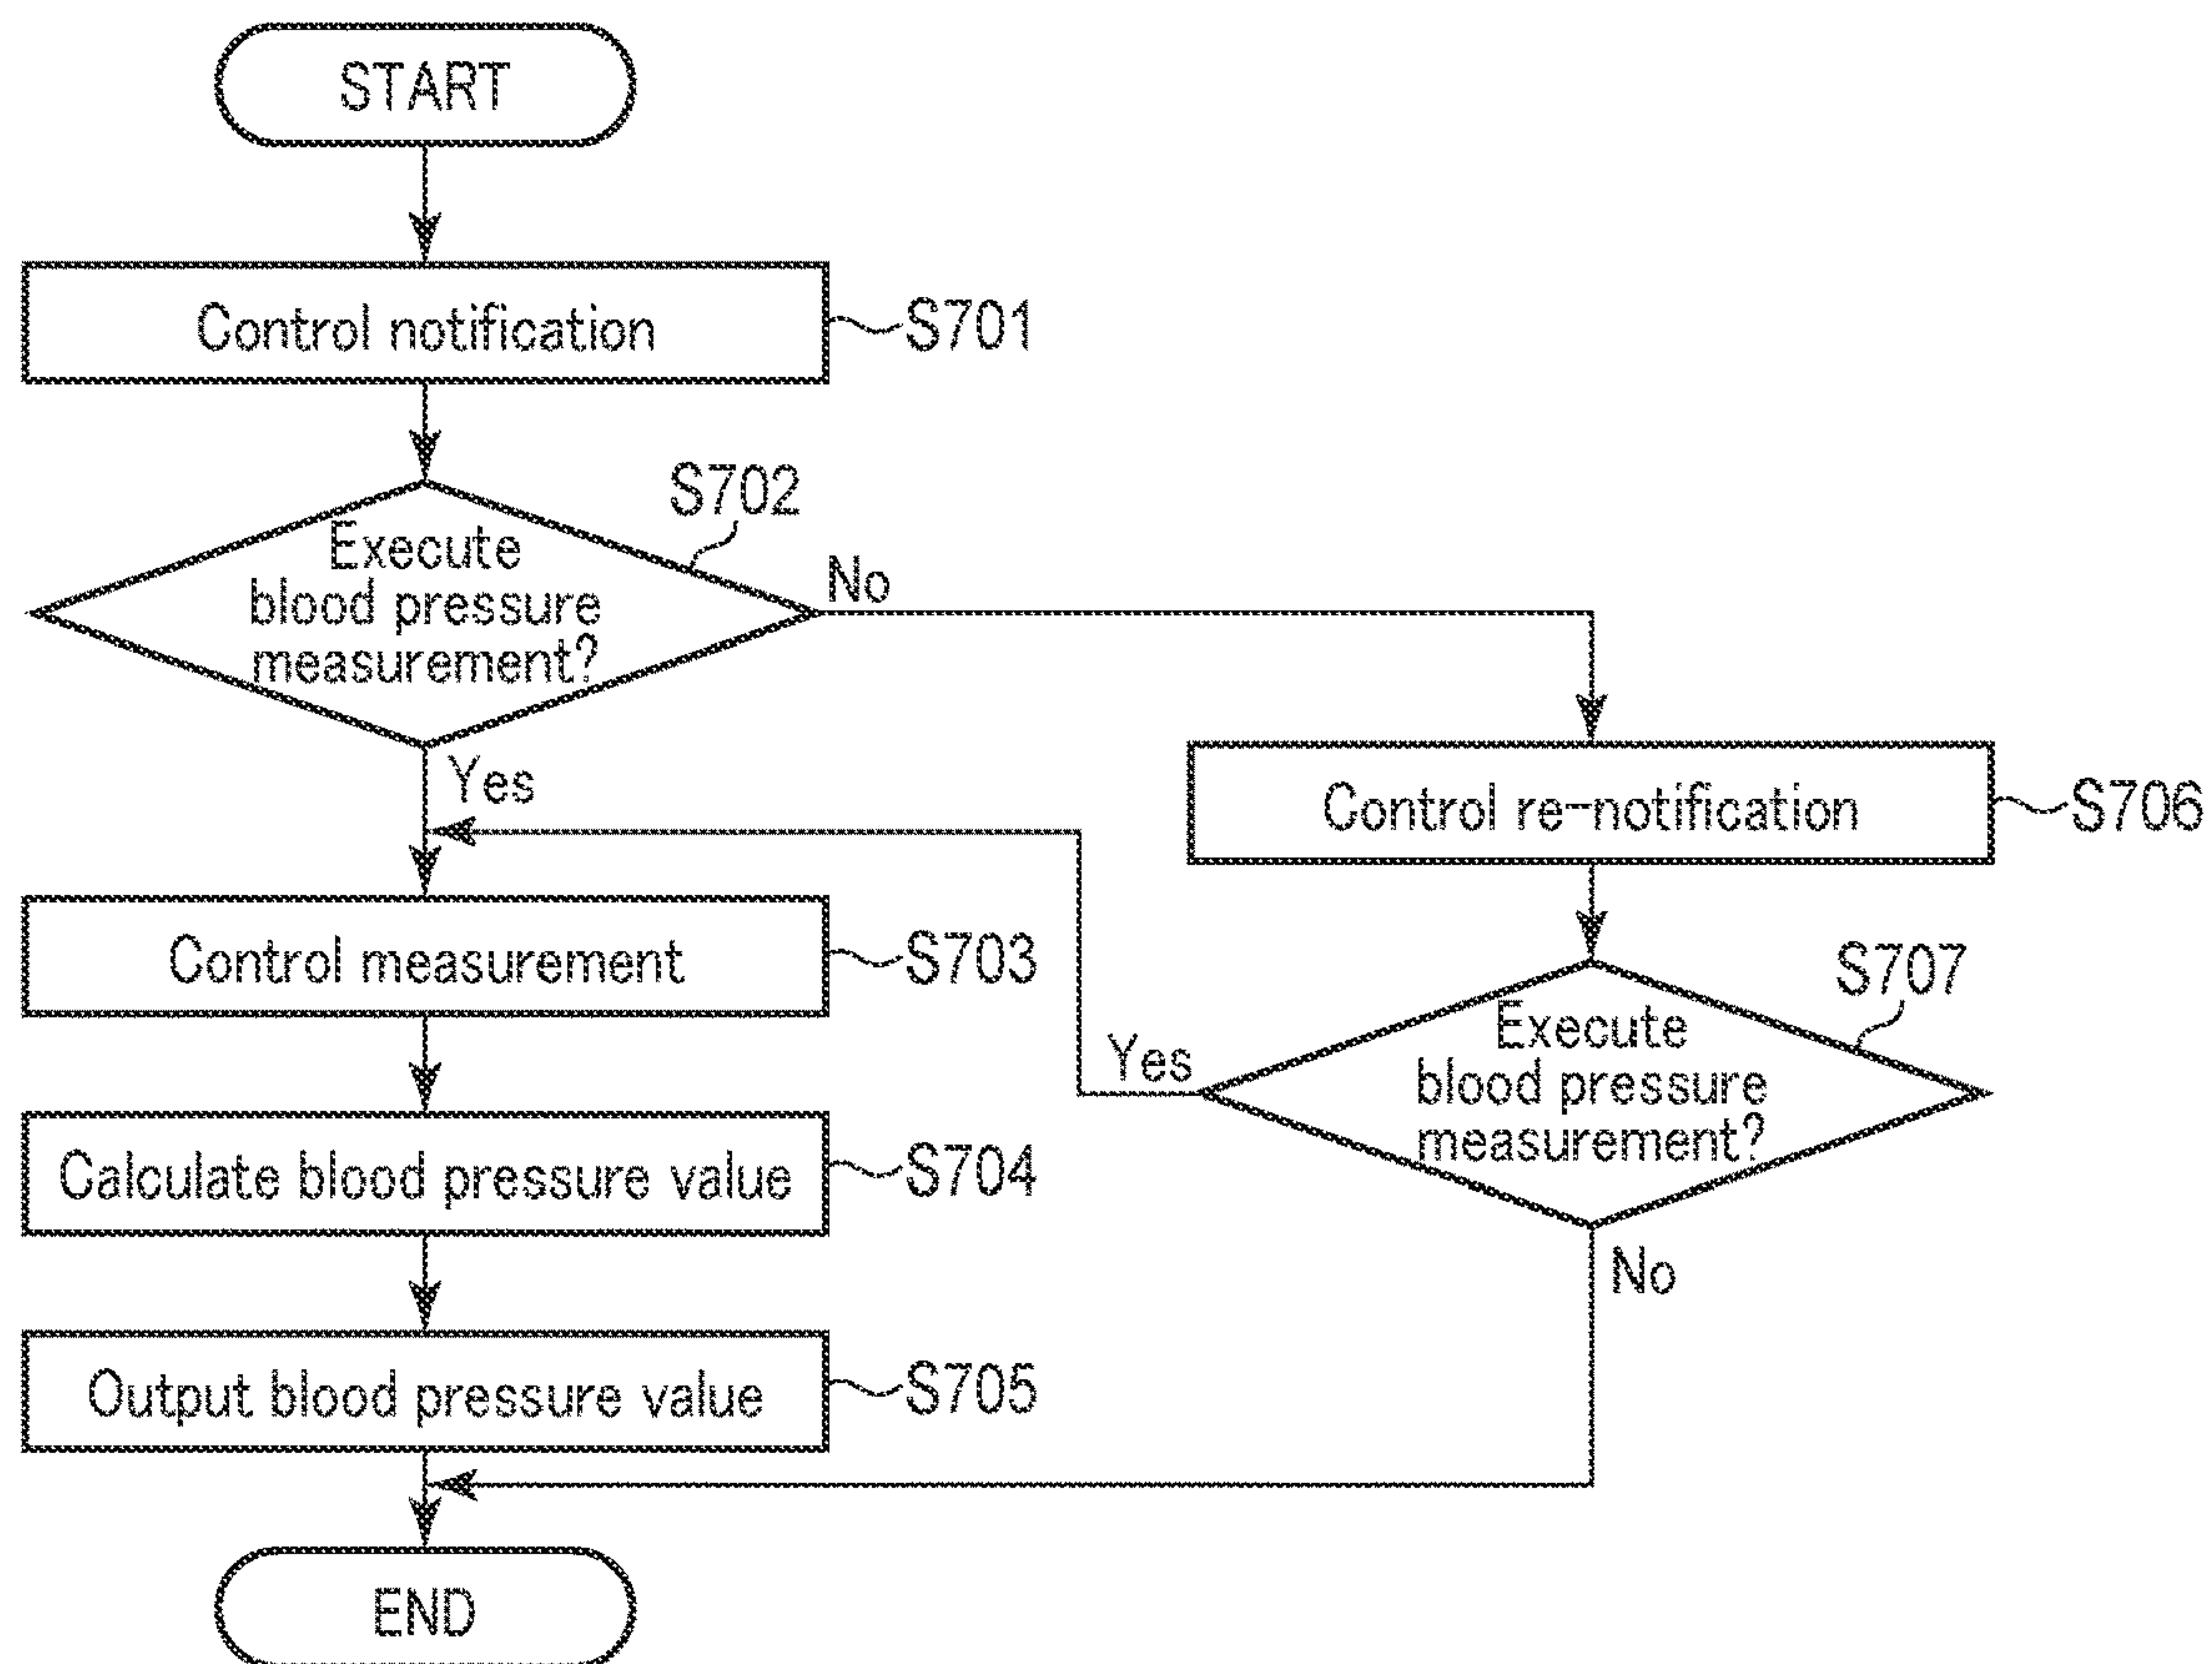 START
Control notification
S701
S702
Execute
blood pressure
measurement?
No
Yes
Control re-notification
S706
Control measurement
S703
S707
Execute
blood pressure
measurement?
Yes
No
Calculate blood pressure value
S704
Output blood pressure value
S705
END